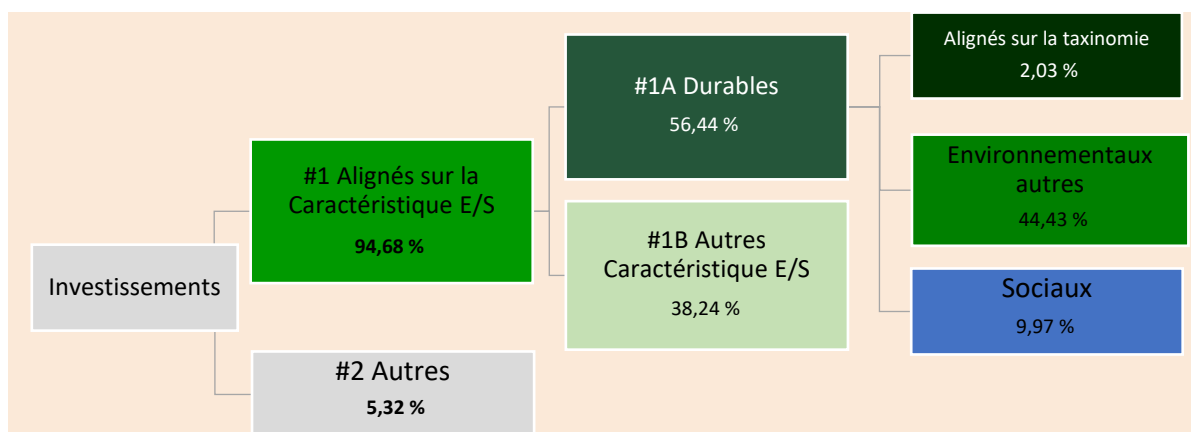 Investissements
#1 Alignés sur la
Caractéristique E/S
94,68 %
#2 Autres
5,32 %
#1A Durables
56,44 %
#1B Autres
Caractéristique E/S
38,24 %
Alignés sur la taxinomie
2,03 %
Environnementaux
autres
44,43 %
Sociaux
9,97 %